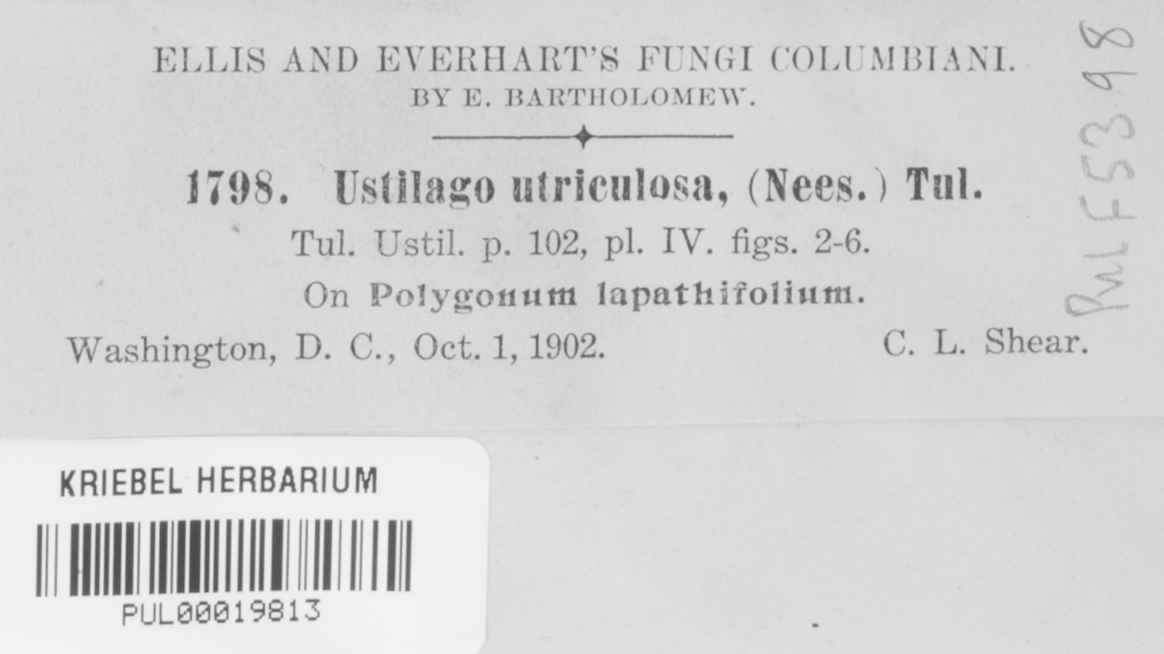 ELLIS AND EVERHART'S FUNGI COLUMBIANI.
BY E. BARTHOLOMEW.
1798. Ustilago utriculosa, (Nees.) Tul.
Tul. Ustil. p. 102, pl. IV. figs. 2-6.
On Polygonum lapathifolium.
Washington, D. C., Oct. 1, 1902. C. L. Shear.
Pul F5398
KRIEBEL HERBARIUM
PUL00019813